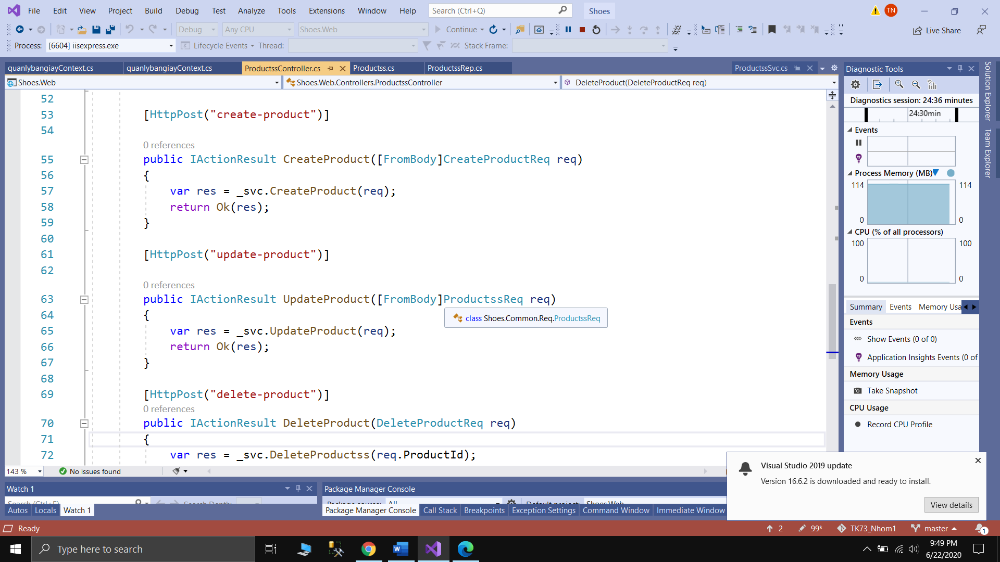 File Edit View Project Build Debug Test Analyze Tools Extensions Window Help Search (Ctrl+Q) Shoes TN
Debug Any CPU Shoes.Web Continue Live Share
Process: [6604] iisexpress.exe Lifecycle Events Thread: Stack Frame:
quanlybangiayContext.cs quanlybangiayContext.cs ProductssController.cs Productss.cs ProductssRep.cs ProductssSvc.cs
Shoes.Web Shoes.Web.Controllers.ProductssController DeleteProduct(DeleteProductReq req)
52
53 [HttpPost("create-product")]
54
0 references
55 public IActionResult CreateProduct([FromBody]CreateProductReq req)
56 {
57 var res = _svc.CreateProduct(req);
58 return Ok(res);
59 }
60
61 [HttpPost("update-product")]
62
0 references
63 public IActionResult UpdateProduct([FromBody]ProductssReq req)
64 {
class Shoes.Common.Req.ProductssReq
65 var res = _svc.UpdateProduct(req);
66 return Ok(res);
67 }
68
69 [HttpPost("delete-product")]
0 references
70 public IActionResult DeleteProduct(DeleteProductReq req)
71 {
72 var res = _svc.DeleteProductss(req.ProductId);
143 % No issues found
Diagnostic Tools
Diagnostics session: 24:36 minutes
24:30min
Events
Process Memory (MB)
114 114
0 0
CPU (% of all processors)
100 100
0 0
Summary Events Memory Usa
Events
Show Events (0 of 0)
Application Insights Events (0 of
Memory Usage
Take Snapshot
CPU Usage
Record CPU Profile
Solution Explorer
Team Explorer
Visual Studio 2019 update
Version 16.6.2 is downloaded and ready to install.
View details
Watch 1
Search (Ctrl+E) Search Depth:
Autos Locals Watch 1
Package Manager Console
Package source: All Default project: Shoes.Web
Package Manager Console Call Stack Breakpoints Exception Settings Command Window Immediate Window
Ready 2 99* TK73_Nhom1 master 1
Type here to search
9:49 PM
6/22/2020